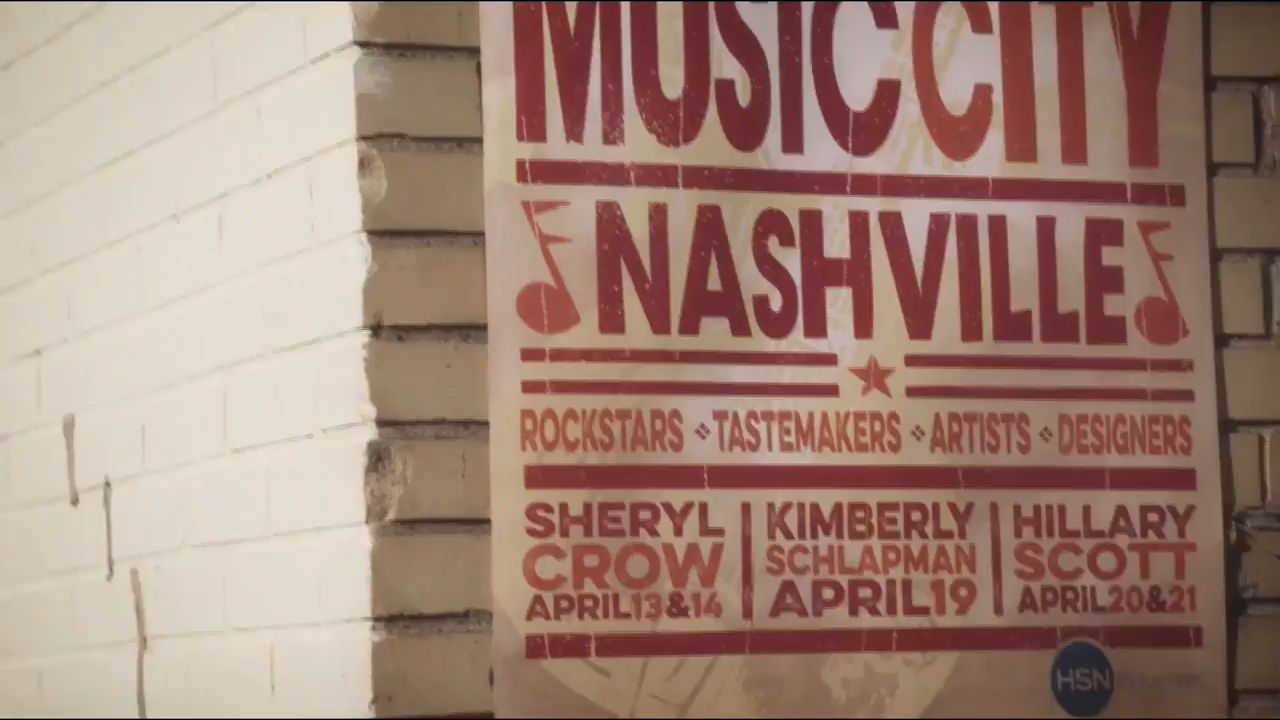 MUSIC CITY
NASHVILLE
ROCKSTARS TASTEMAKERS ARTISTS DESIGNERS
SHERYL CROW APRIL 13 & 14
KIMBERLY SCHLAPMAN APRIL 19
HILLARY SCOTT APRIL 20 & 21
HSN